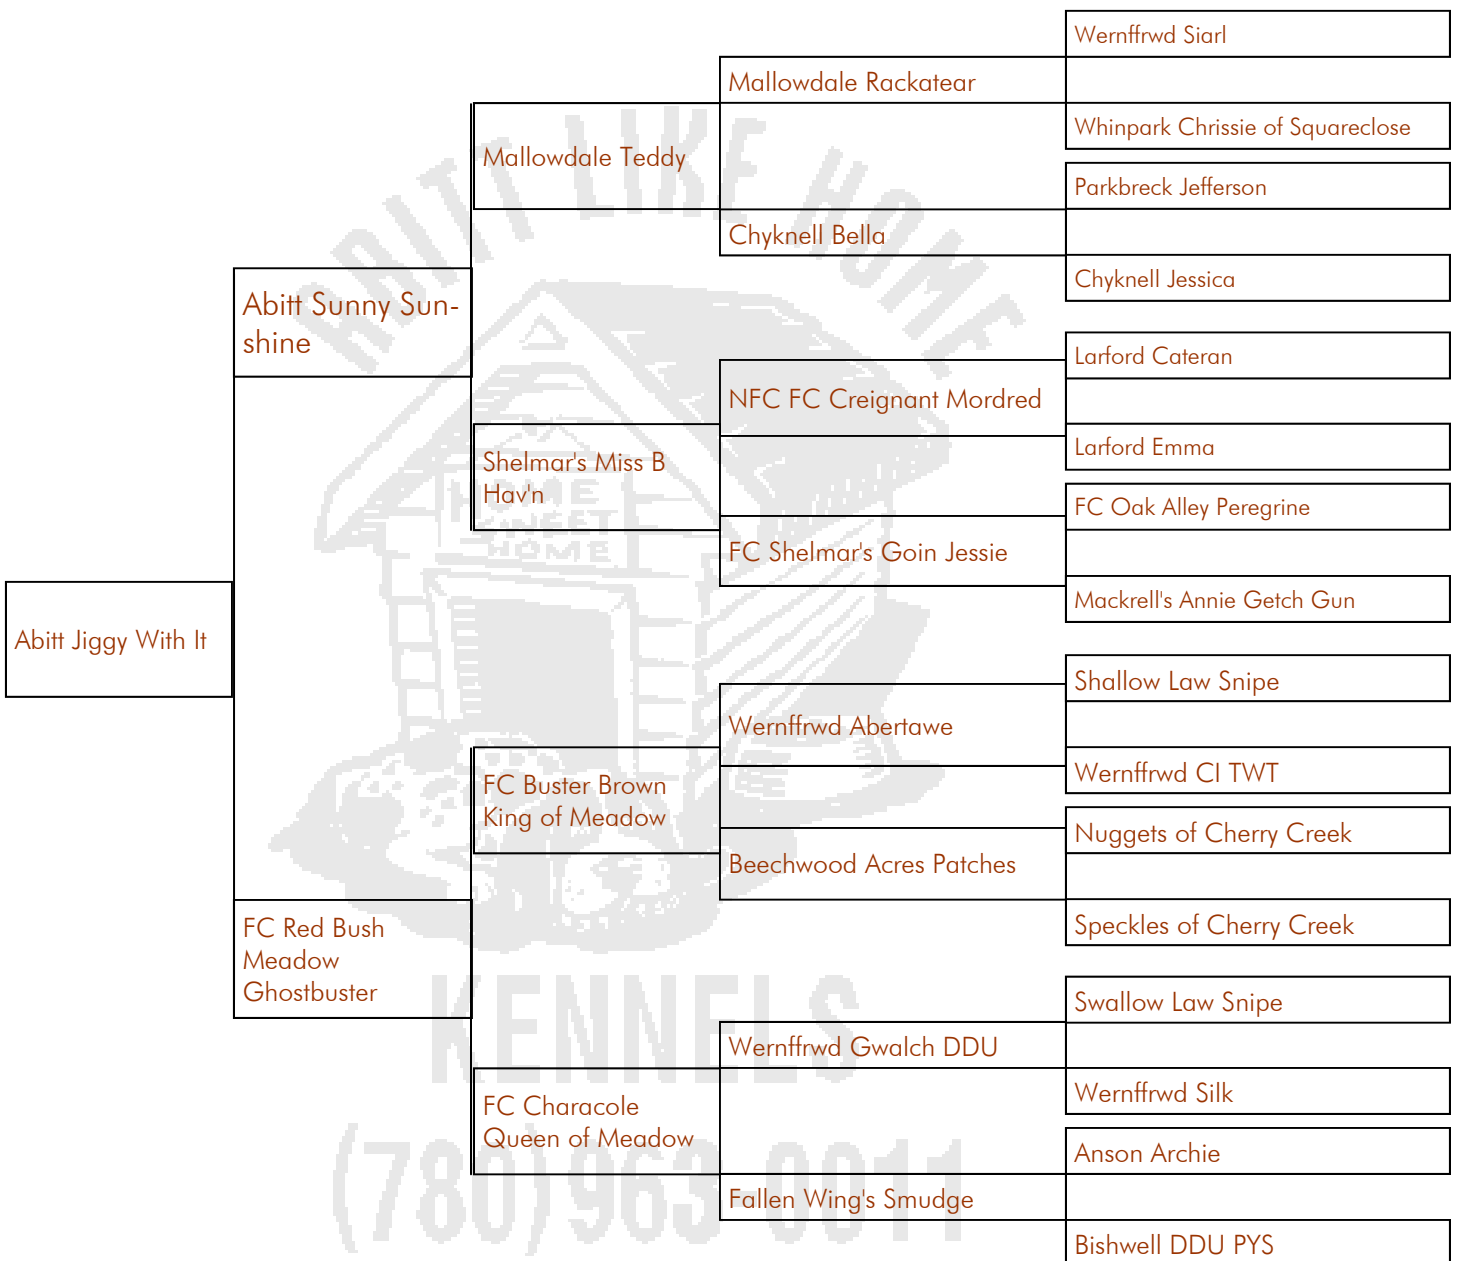 Wernffrwd Siarl
Mallowdale Rackatear
Whinpark Chrissie of Squareclose
Mallowdale Teddy
Parkbreck Jefferson
Chyknell Bella
Chyknell Jessica
Abitt Sunny Sun-
shine
Larford Cateran
NFC FC Creignant Mordred
Larford Emma
Shelmar's Miss B
Hav'n
FC Oak Alley Peregrine
FC Shelmar's Goin Jessie
Mackrell's Annie Getch Gun
Abitt Jiggy With It
Shallow Law Snipe
Wernffrwd Abertawe
Wernffrwd CI TWT
FC Buster Brown
King of Meadow
Nuggets of Cherry Creek
Beechwood Acres Patches
Speckles of Cherry Creek
FC Red Bush
Meadow
Ghostbuster
Swallow Law Snipe
Wernffrwd Gwalch DDU
Wernffrwd Silk
FC Characole
Queen of Meadow
Anson Archie
Fallen Wing's Smudge
Bishwell DDU PYS
ABITT LIKE HOME
HOME
SWEET
HOME
KENNELS
(780)963-0011